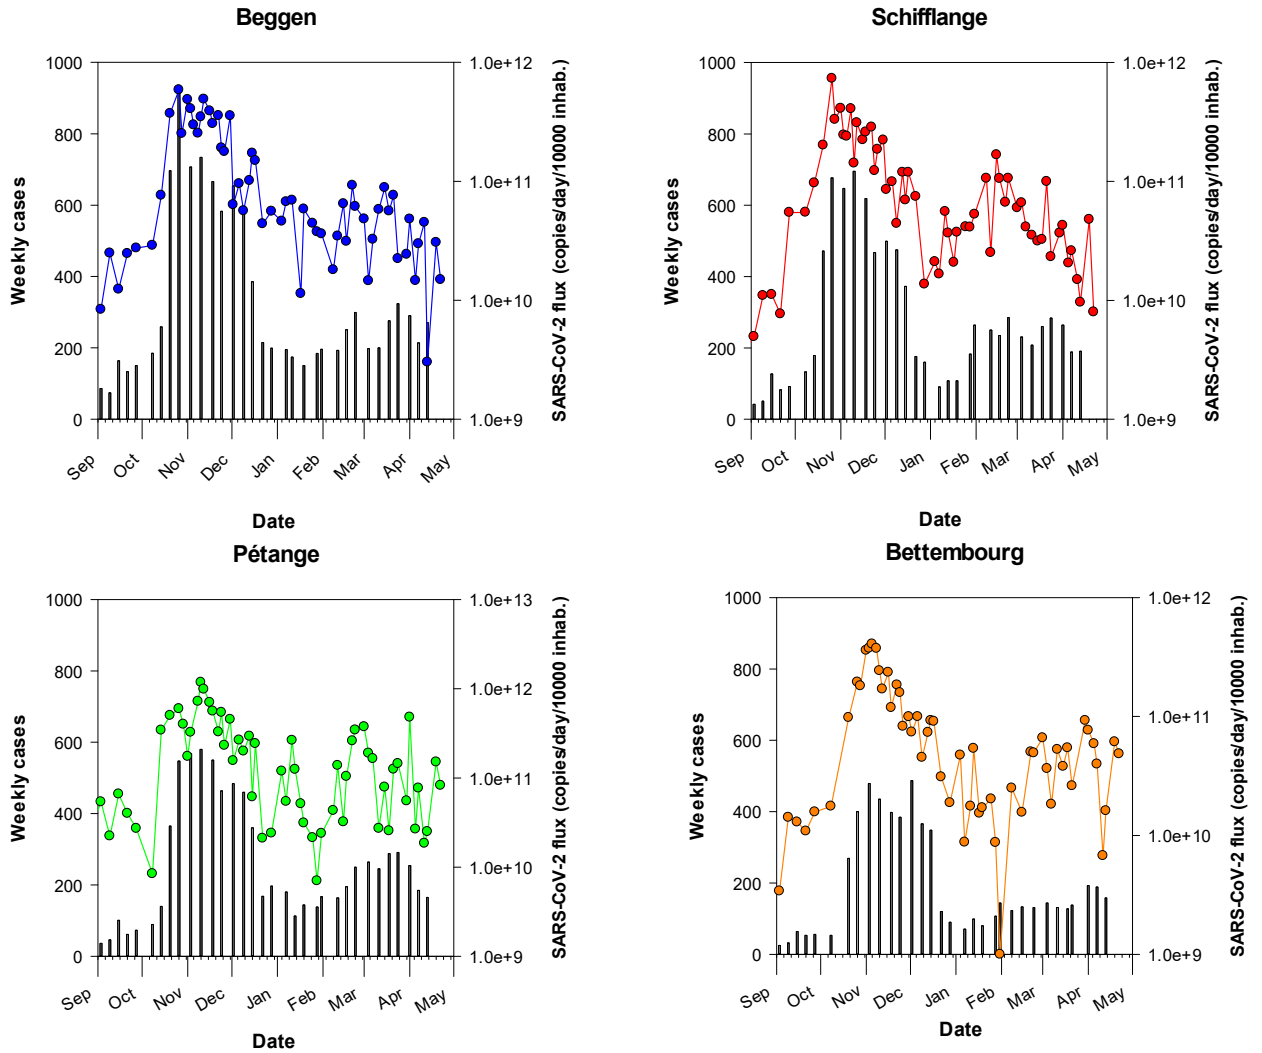 Beggen
1000
800
600
400
200
0
Weekly cases
1.0e+12
1.0e+11
1.0e+10
1.0e+9
SARS-CoV-2 flux (copies/day/10000 inhab.)
Sep Oct Nov Dec Jan Feb Mar Apr May
Date
Schifflange
1000
800
600
400
200
0
Weekly cases
1.0e+12
1.0e+11
1.0e+10
1.0e+9
SARS-CoV-2 flux (copies/day/10000 inhab.)
Sep Oct Nov Dec Jan Feb Mar Apr May
Date
Pétange
1000
800
600
400
200
0
Weekly cases
1.0e+13
1.0e+12
1.0e+11
1.0e+10
1.0e+9
SARS-CoV-2 flux (copies/day/10000 inhab.)
Sep Oct Nov Dec Jan Feb Mar Apr May
Date
Bettembourg
1000
800
600
400
200
0
Weekly cases
1.0e+12
1.0e+11
1.0e+10
1.0e+9
SARS-CoV-2 flux (copies/day/10000 inhab.)
Sep Oct Nov Dec Jan Feb Mar Apr May
Date